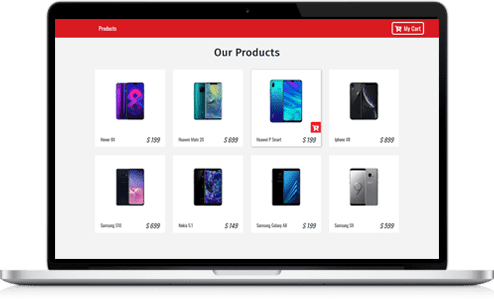 Products
My Cart
Our Products
Honor 8X $ 199
Huawei Mate 20 $ 699
Huawei P Smart $ 199
Iphone XR $ 899
Samsung S10 $ 699
Nokia 5.1 $ 149
Samsung Galaxy A8 $ 199
Samsung S9 $ 599